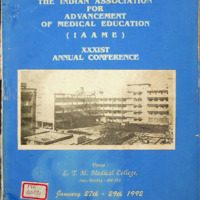 THE INDIAN ASSOCIATION
FOR
ADVANCEMENT
OF MEDICAL EDUCATION
( I A A M E )
XXXIST
ANNUAL CONFERENCE
Venue :
L. T. M. Medical College,
January 27th - 29th 1992